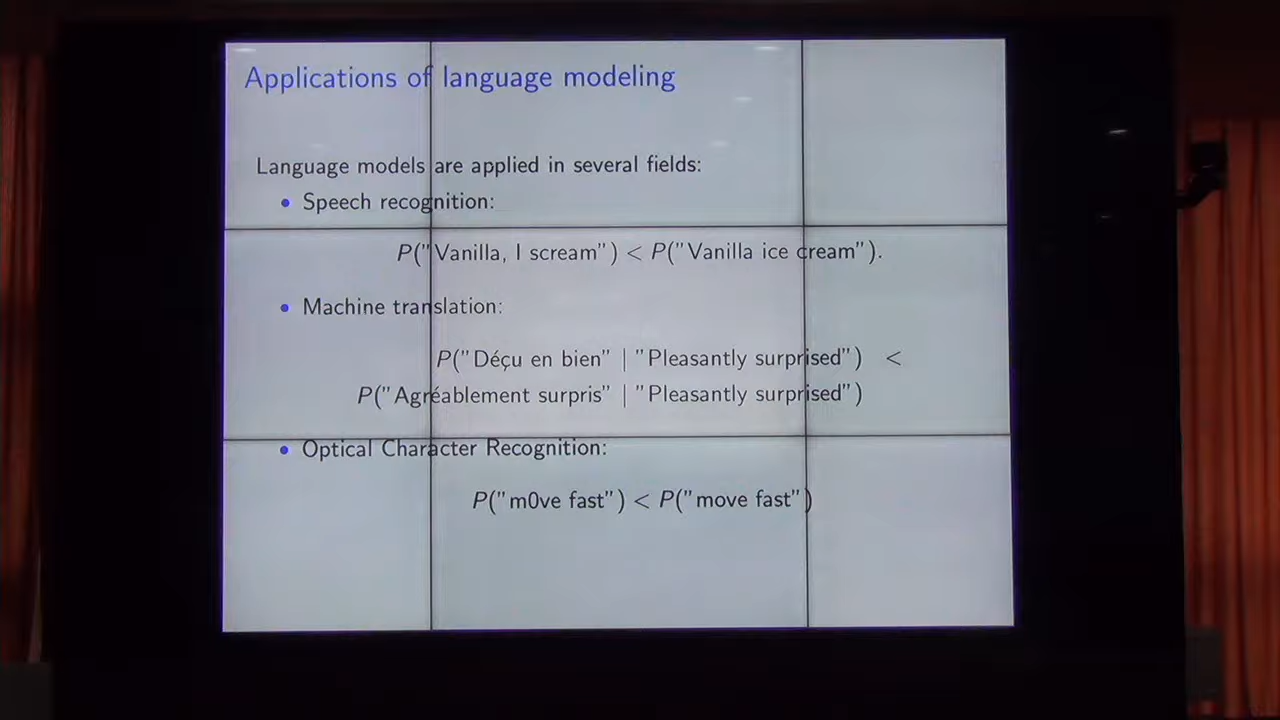 Applications of language modeling
Language models are applied in several fields:
• Speech recognition:
P("Vanilla, I scream") < P("Vanilla ice cream").
• Machine translation:
P("Déçu en bien" | "Pleasantly surprised") <
P("Agréablement surpris" | "Pleasantly surprised")
• Optical Character Recognition:
P("m0ve fast") < P("move fast")